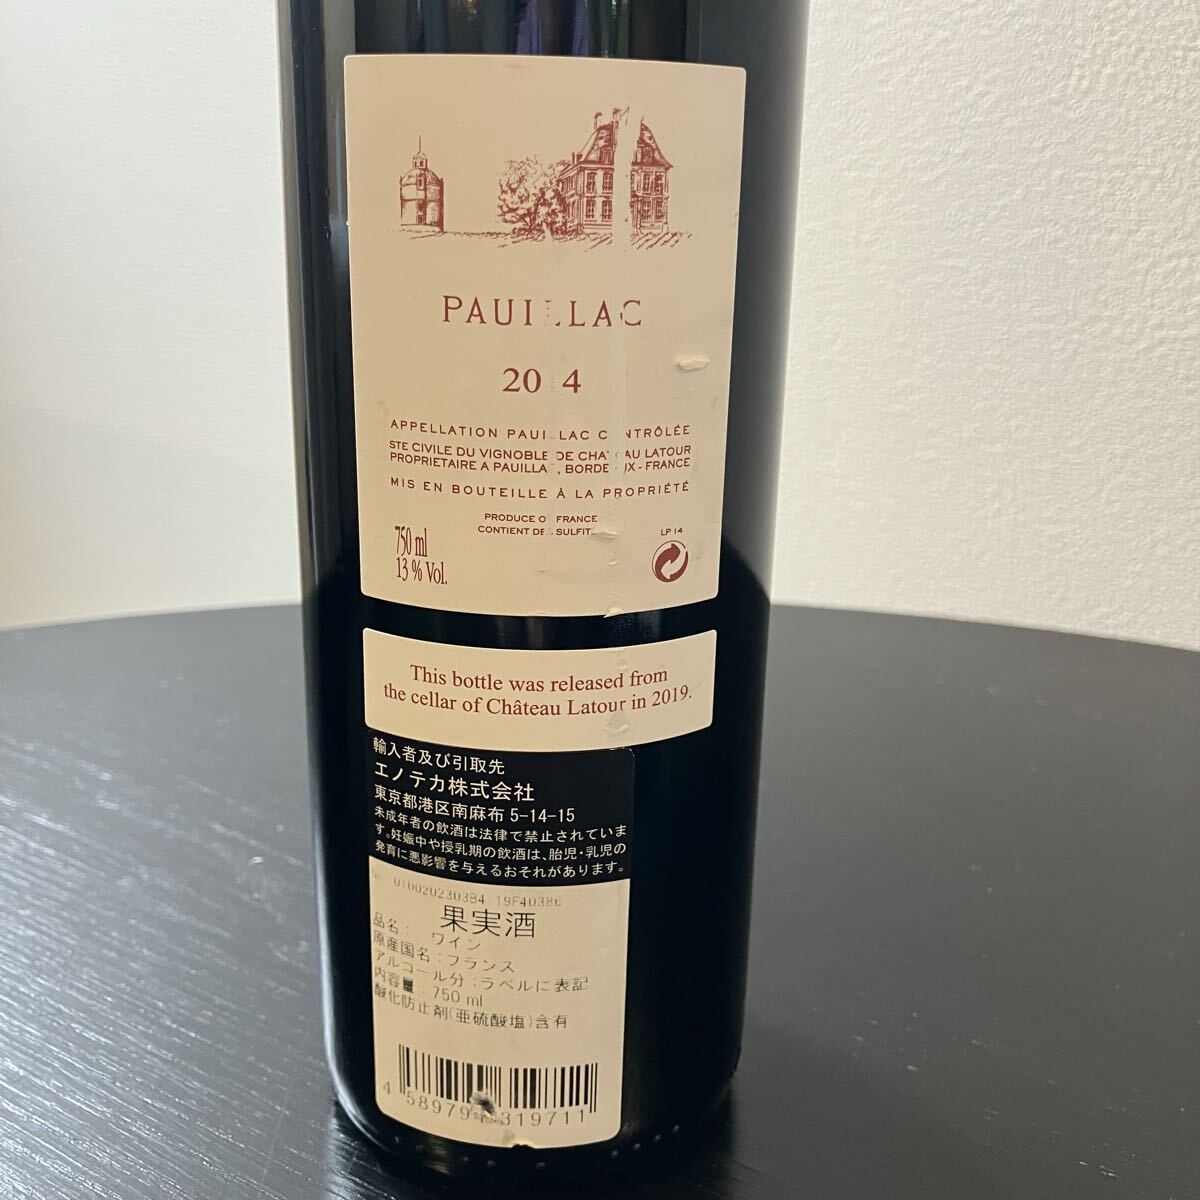 PAUILLAC
20 4
APPELLATION PAUILLAC CONTRÔLÉE
STE CIVILE DU VIGNOBLE DE CHATEAU LATOUR
PROPRIETAIRE A PAUILLAC, BORDEAUX - FRANCE
MIS EN BOUTEILLE À LA PROPRIÉTÉ
PRODUCE OF FRANCE
CONTIENT DES SULFITES
LP 14
750 ml
13 % Vol.
This bottle was released from
the cellar of Château Latour in 2019.
輸入者及び引取先
エノテカ株式会社
東京都港区南麻布 5-14-15
未成年者の飲酒は法律で禁止されていま
す。妊娠中や授乳期の飲酒は、胎児・乳児の
発育に悪影響を与えるおそれがあります。
果実酒
品名: ワイン
原産国名:フランス
アルコール分:ラベルに表記
内容量:750 ml
酸化防止剤(亜硫酸塩)含有